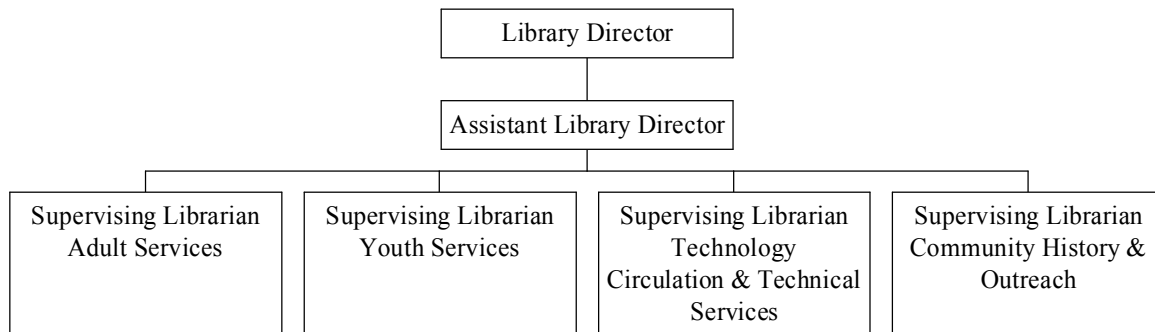 Library Director
Assistant Library Director
Supervising Librarian
Adult Services
Supervising Librarian
Youth Services
Supervising Librarian
Technology
Circulation & Technical
Services
Supervising Librarian
Community History &
Outreach